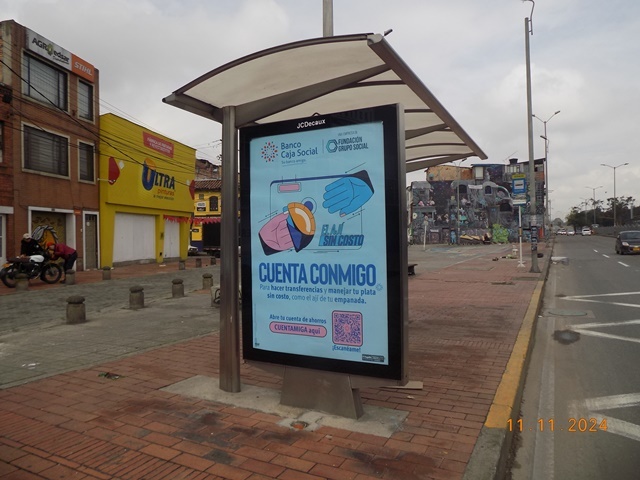 AGROester
STIHL
ULTRA
JCDecaux
Banco
Caja Social
FUNDACIÓN
GRUPO SOCIAL
EL AJÍ
SIN COSTO
CUENTA CONMIGO
Para hacer transferencias y manejar tu plata
sin costo, como el ají de tu empanada.
Abre tu cuenta de ahorros
CUENTAMIGA aquí
¡Escanéame!
11 11 2024